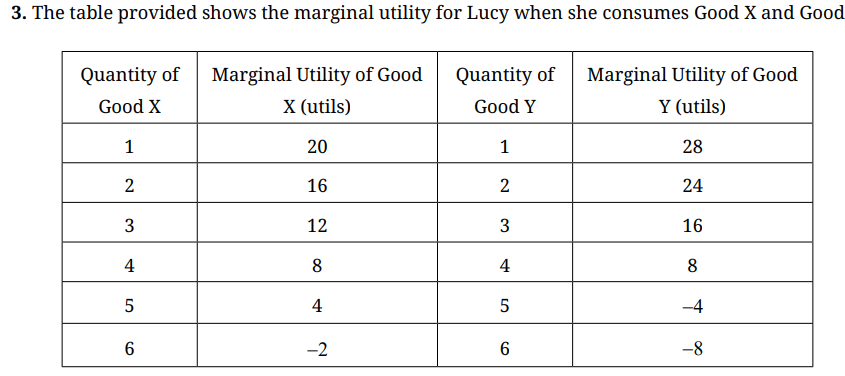 3. The table provided shows the marginal utility for Lucy when she consumes Good X and Good
Quantity of Good X | Marginal Utility of Good X (utils) | Quantity of Good Y | Marginal Utility of Good Y (utils)
1 | 20 | 1 | 28
2 | 16 | 2 | 24
3 | 12 | 3 | 16
4 | 8 | 4 | 8
5 | 4 | 5 | –4
6 | –2 | 6 | –8